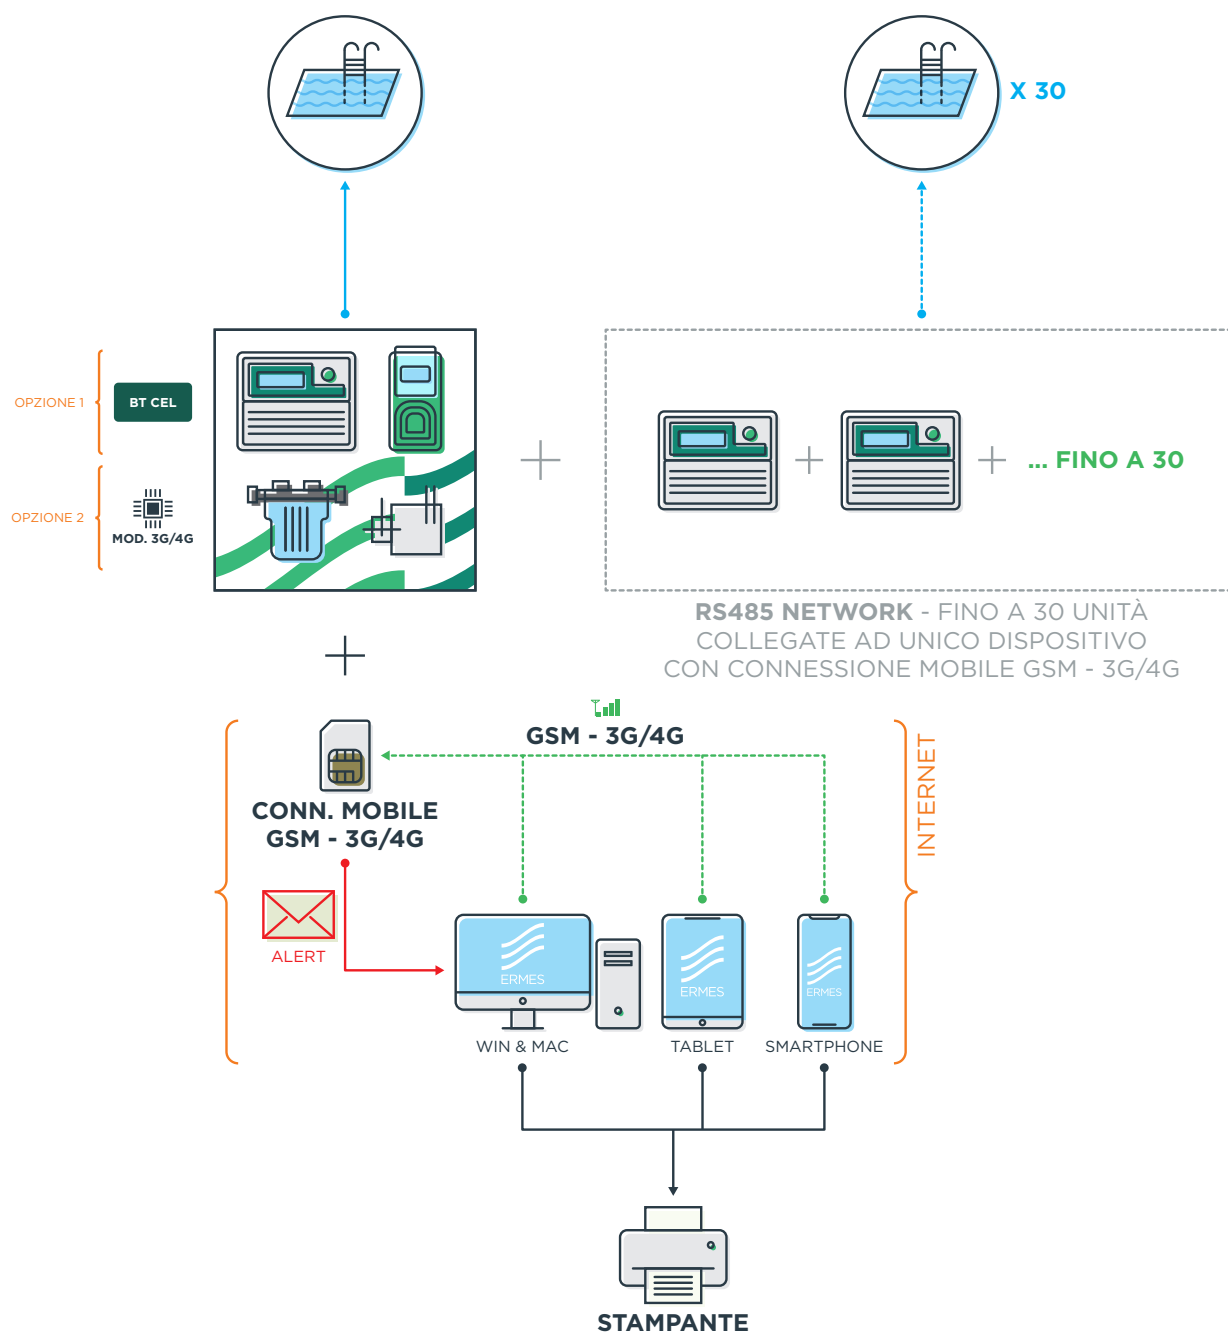 X 30
OPZIONE 1
BT CEL
OPZIONE 2
MOD. 3G/4G
... FINO A 30
RS485 NETWORK - FINO A 30 UNITÀ
COLLEGATE AD UNICO DISPOSITIVO
CON CONNESSIONE MOBILE GSM - 3G/4G
GSM - 3G/4G
INTERNET
CONN. MOBILE
GSM - 3G/4G
ALERT
ERMES
ERMES
ERMES
WIN & MAC
TABLET
SMARTPHONE
STAMPANTE